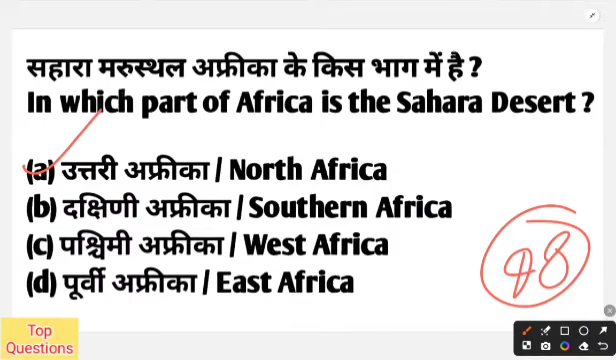 सहारा मरुस्थल अफ्रीका के किस भाग में है ?
In which part of Africa is the Sahara Desert ?
(a) उत्तरी अफ्रीका / North Africa
(b) दक्षिणी अफ्रीका / Southern Africa
(c) पश्चिमी अफ्रीका / West Africa
(d) पूर्वी अफ्रीका / East Africa
Top
Questions